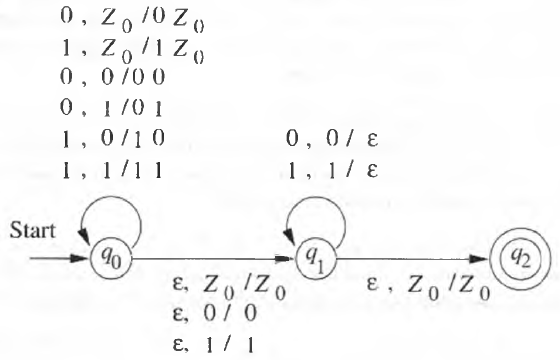 0 , Z₀ /0 Z₀
1 , Z₀ /1 Z₀
0 , 0 /0 0
0 , 1 /0 1
1 , 0 /1 0
1 , 1 /1 1
0 , 0 / ε
1 , 1 / ε
Start
q₀
q₁
q₂
ε, Z₀ /Z₀
ε, 0 / 0
ε, 1 / 1
ε , Z₀ /Z₀